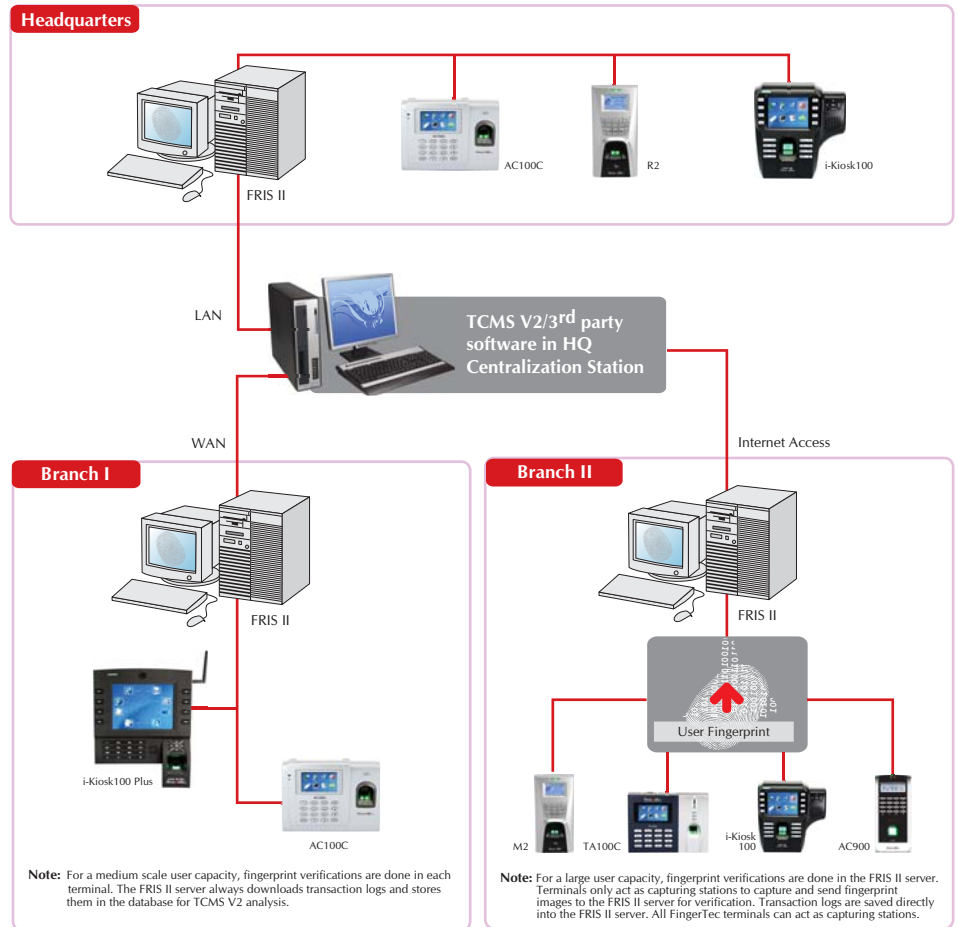 Headquarters
FRIS II
AC100C
R2
i-Kiosk100
LAN
TCMS V2/3rd party
software in HQ
Centralization Station
WAN
Internet Access
Branch I
FRIS II
i-Kiosk100 Plus
AC100C
Note: For a medium scale user capacity, fingerprint verifications are done in each
terminal. The FRIS II server always downloads transaction logs and stores
them in the database for TCMS V2 analysis.
Branch II
FRIS II
User Fingerprint
M2
TA100C
i-Kiosk
100
AC900
Note: For a large user capacity, fingerprint verifications are done in the FRIS II server.
Terminals only act as capturing stations to capture and send fingerprint
images to the FRIS II server for verification. Transaction logs are saved directly
into the FRIS II server. All FingerTec terminals can act as capturing stations.